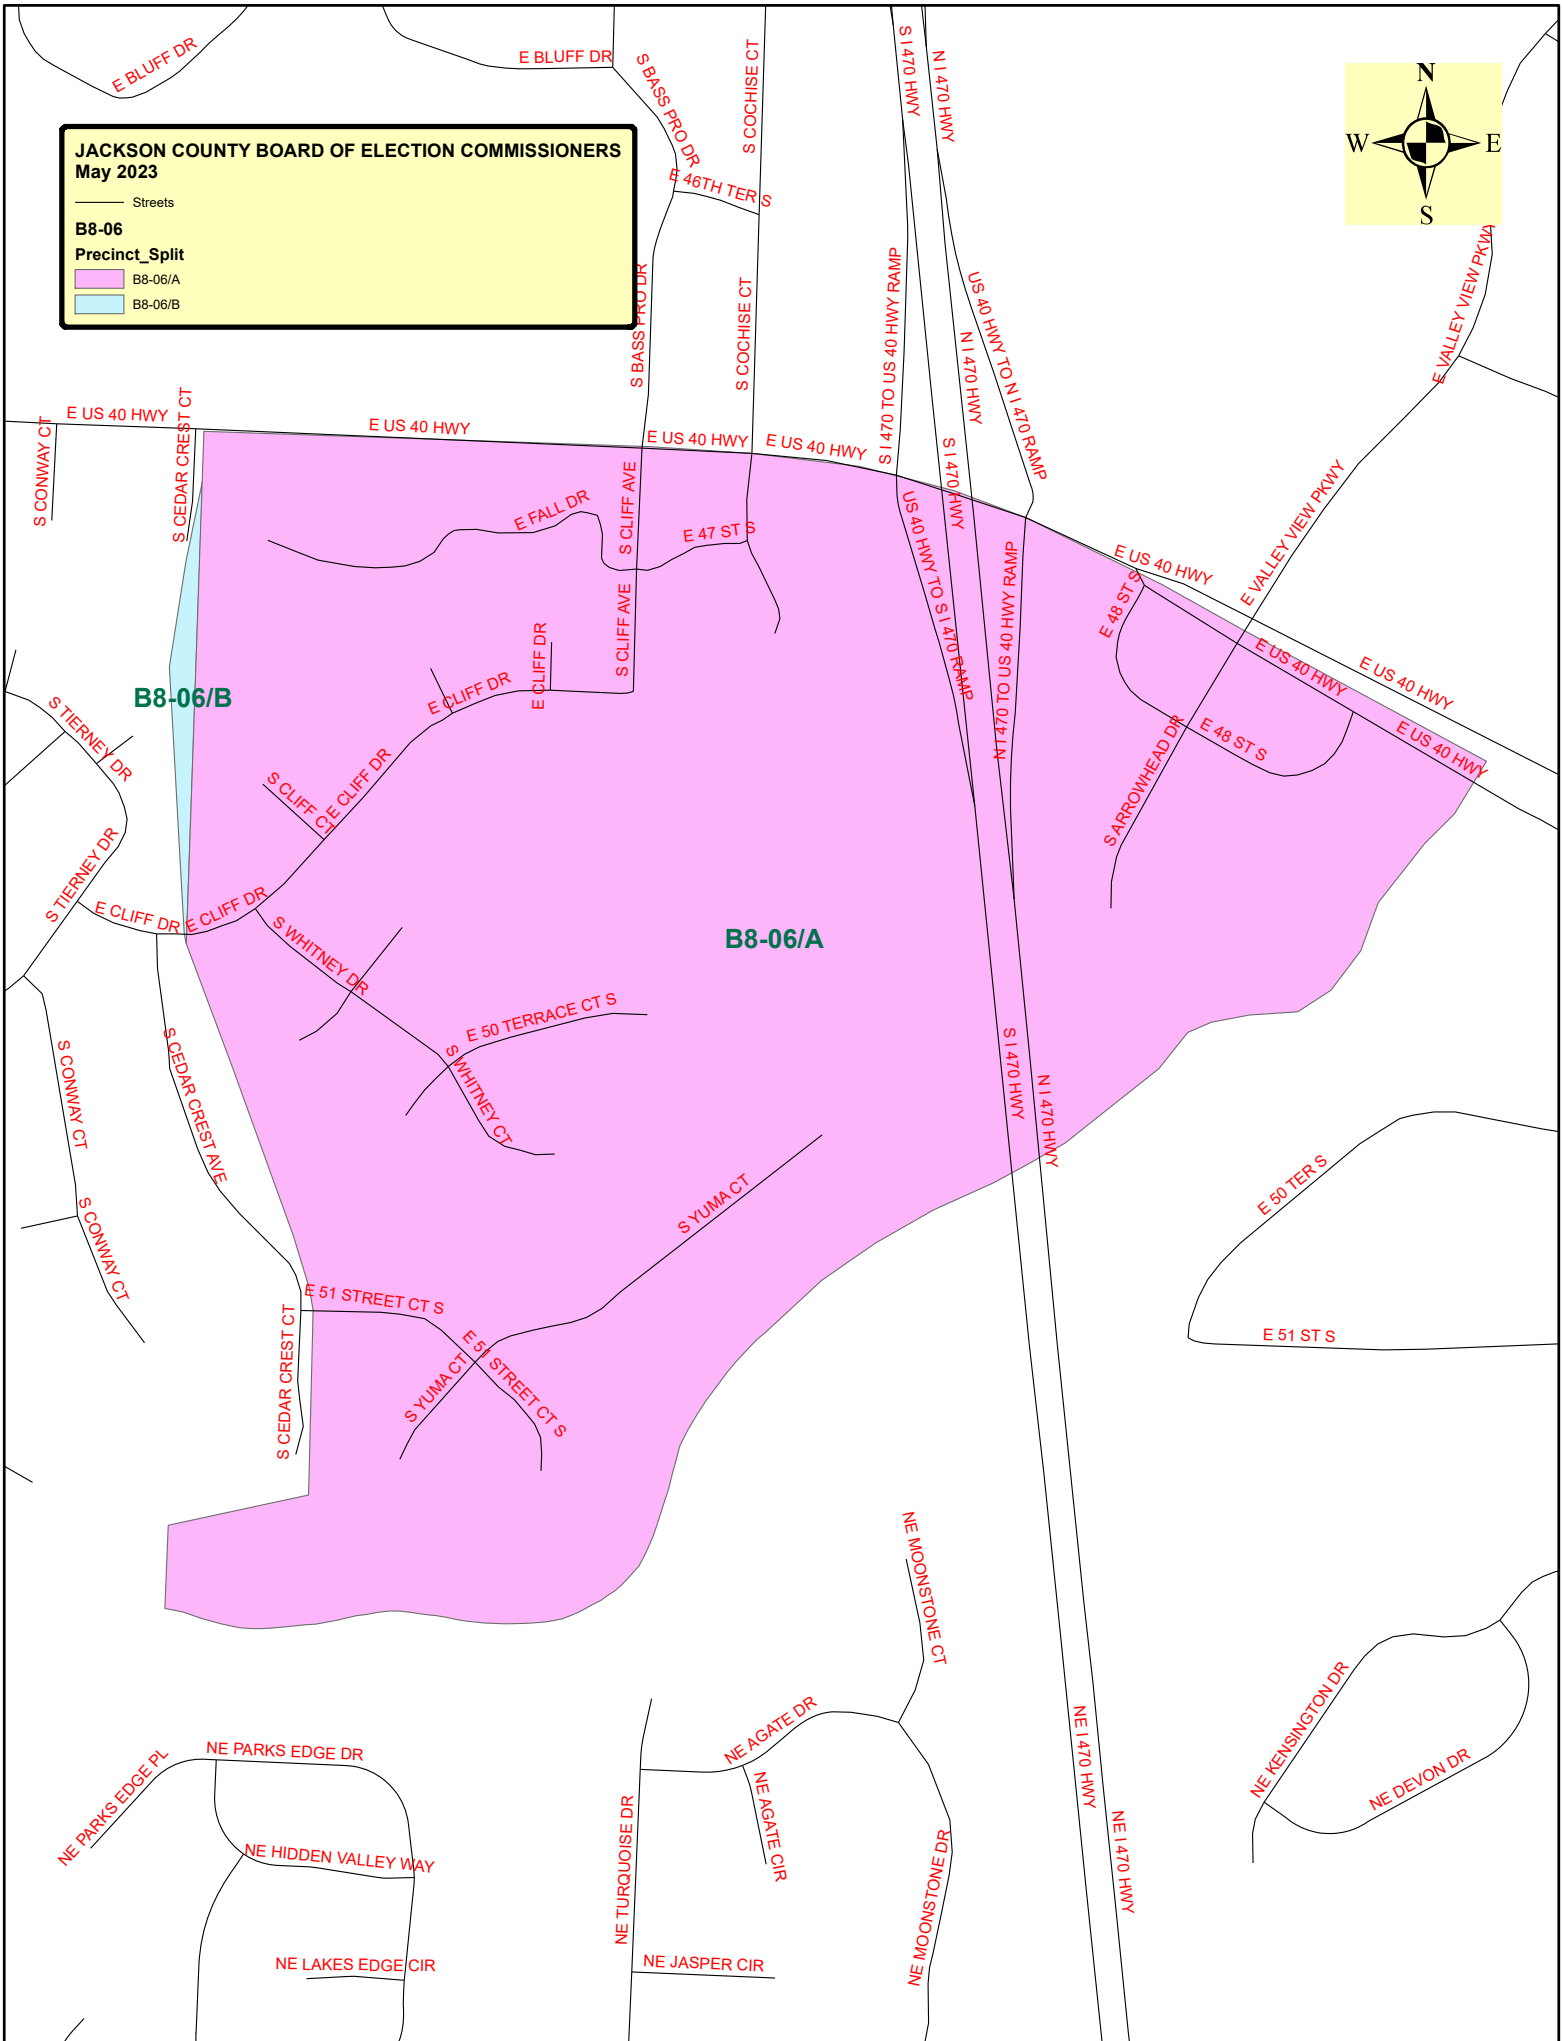 E BLUFF DR
E BLUFF DR
S BASS PRO DR
S COCHISE CT
S I 470 HWY
N I 470 HWY
N
W
E
S
JACKSON COUNTY BOARD OF ELECTION COMMISSIONERS
May 2023
Streets
B8-06
Precinct_Split
B8-06/A
B8-06/B
E 46TH TER S
S BASS PRO DR
S COCHISE CT
S I 470 TO US 40 HWY RAMP
US 40 HWY TO N I 470 RAMP
N I 470 HWY
E VALLEY VIEW PKWY
E VALLEY VIEW PKWY
S CONWAY CT
E US 40 HWY
S CEDAR CREST CT
E US 40 HWY
E US 40 HWY
E US 40 HWY
S I 470 HWY
E FALL DR
S CLIFF AVE
E 47 ST S
US 40 HWY TO S I 470 RAMP
N I 470 TO US 40 HWY RAMP
E US 40 HWY
E VALLEY VIEW PKWY
E 48 ST S
S CLIFF AVE
E CLIFF DR
E CLIFF DR
E US 40 HWY
E US 40 HWY
B8-06/B
S TIERNEY DR
E 48 ST S
E US 40 HWY
S ARROWHEAD DR
S CLIFF CT
E CLIFF DR
S TIERNEY DR
E CLIFF DR
E CLIFF DR
S WHITNEY DR
B8-06/A
E 50 TERRACE CT S
S WHITNEY CT
S I 470 HWY
N I 470 HWY
S CONWAY CT
S CEDAR CREST AVE
S YUMA CT
E 50 TER S
S CONWAY CT
E 51 STREET CT S
S CEDAR CREST CT
S YUMA CT
E 51 STREET CT S
E 51 ST S
NE MOONSTONE CT
NE PARKS EDGE PL
NE PARKS EDGE DR
NE AGATE DR
NE AGATE CIR
NE I 470 HWY
NE KENSINGTON DR
NE DEVON DR
NE HIDDEN VALLEY WAY
NE TURQUOISE DR
NE MOONSTONE DR
NE I 470 HWY
NE LAKES EDGE CIR
NE JASPER CIR